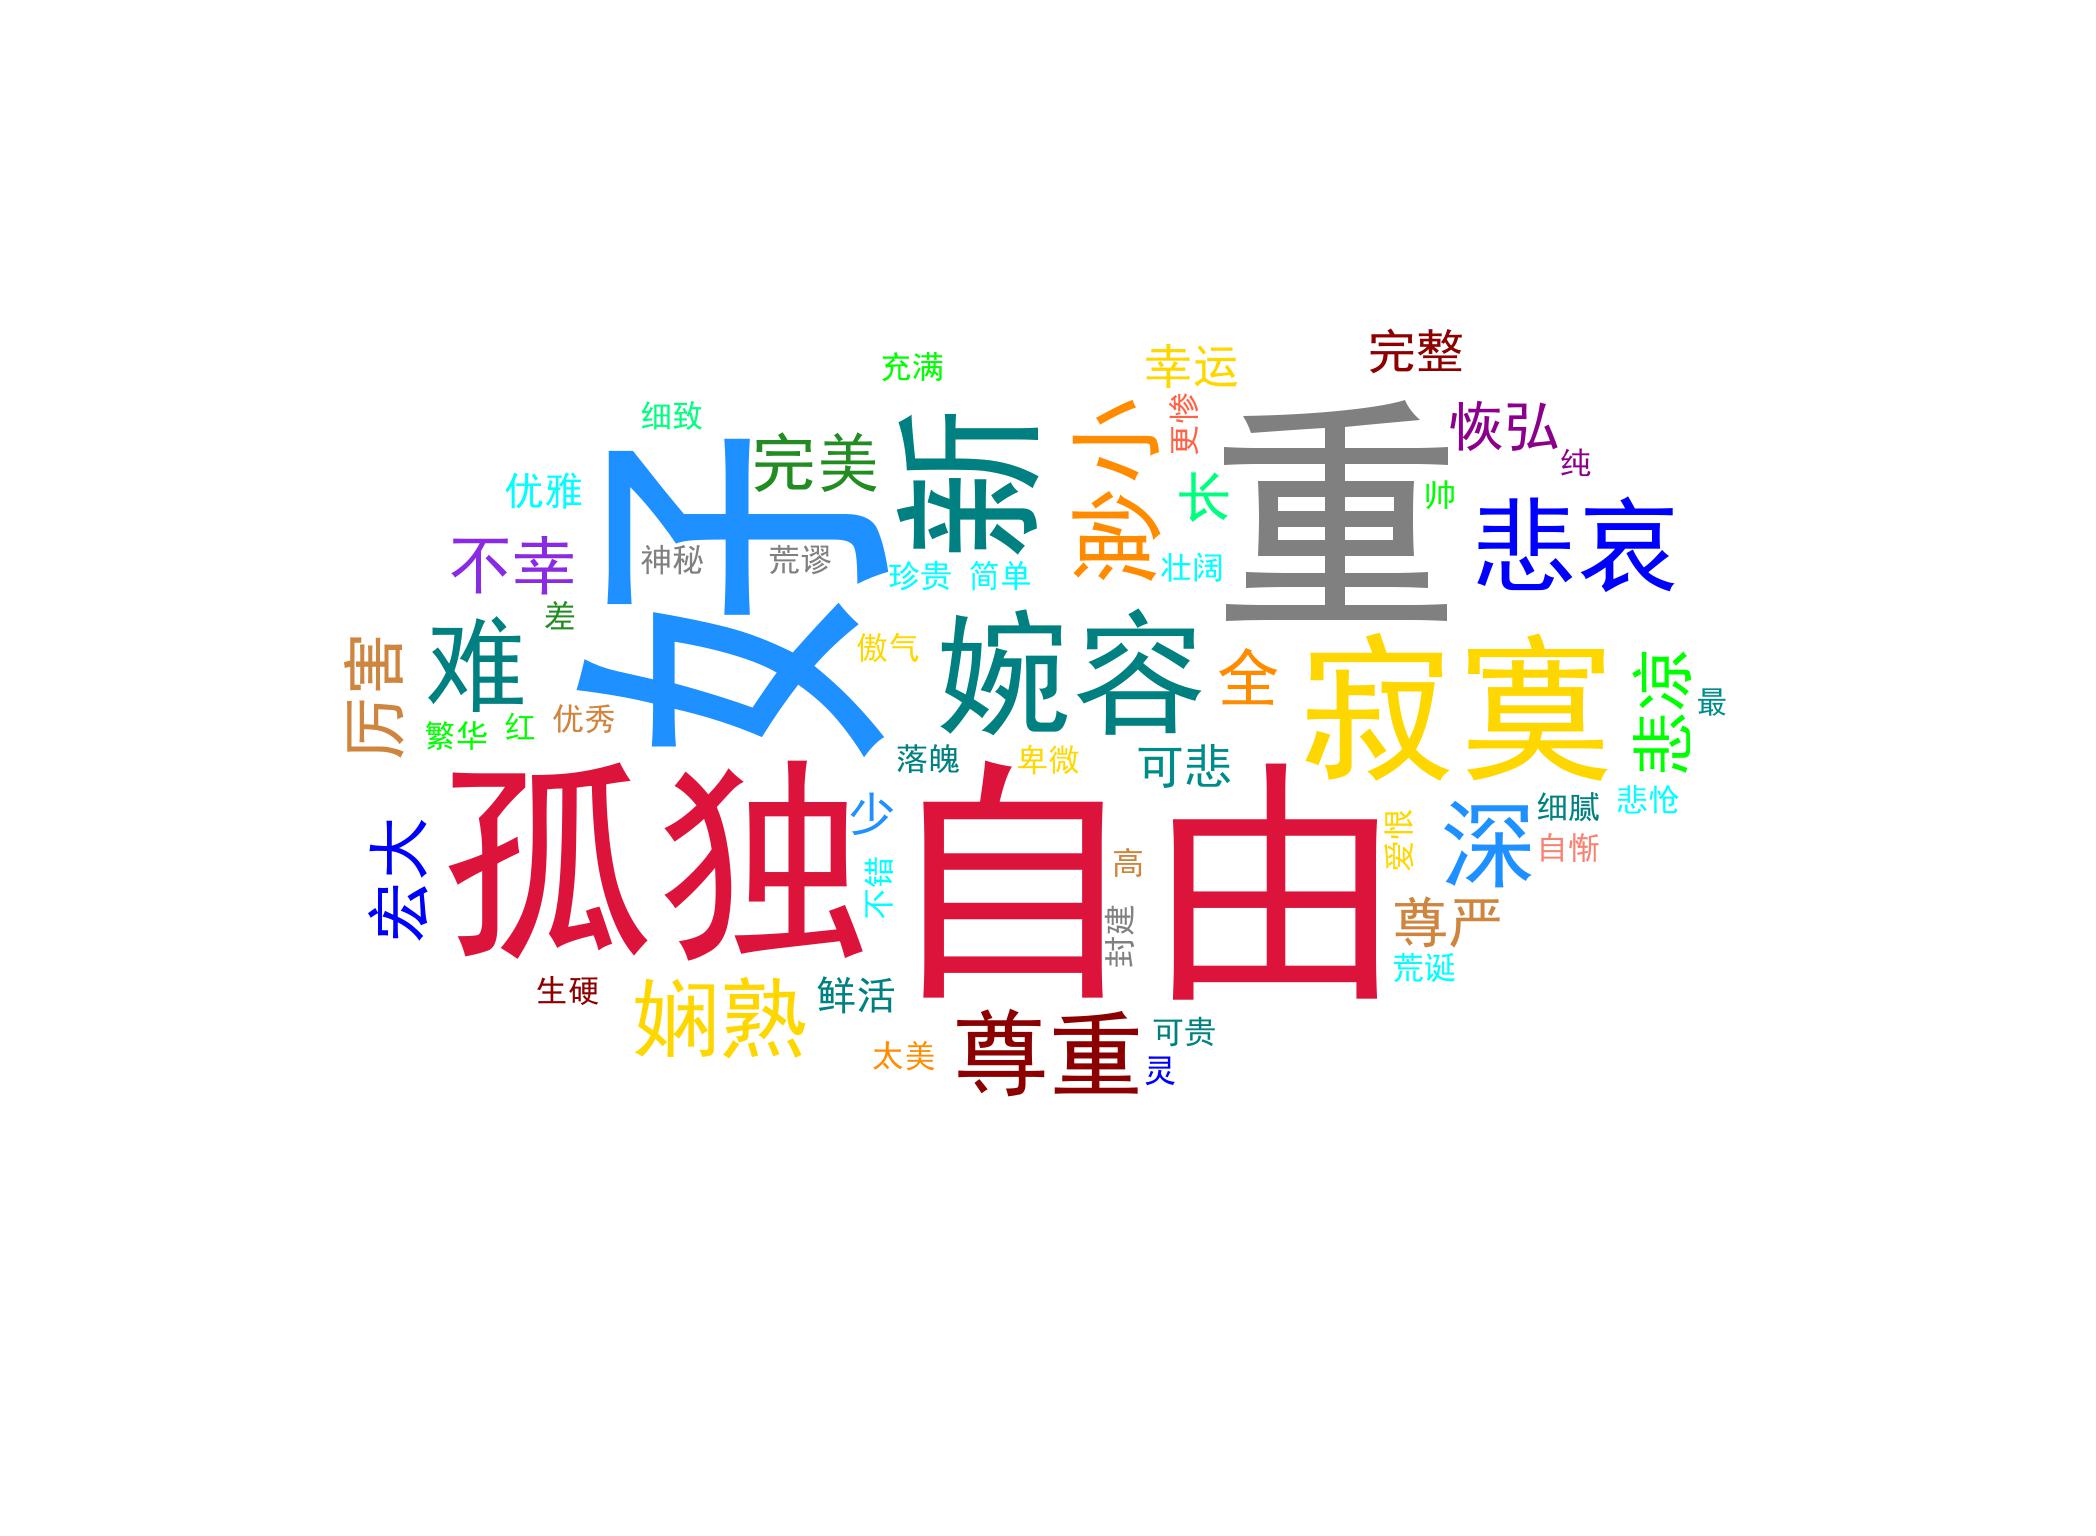 完整
幸运
充满
更惨
细致
恢弘
新
渺小
重
完美
好
纯
优雅
长
帅
悲哀
不幸
神秘
荒谬
珍贵
简单
壮阔
差
难
傲气
婉容
全
寂寞
悲凉
厉害
最
繁华
红
优秀
落魄
卑微
可悲
宏大
孤独
少
自由
爱恨
深
细腻
悲怆
自惭
不错
高
封建
尊严
荒诞
生硬
娴熟
鲜活
太美
尊重
可贵
灵